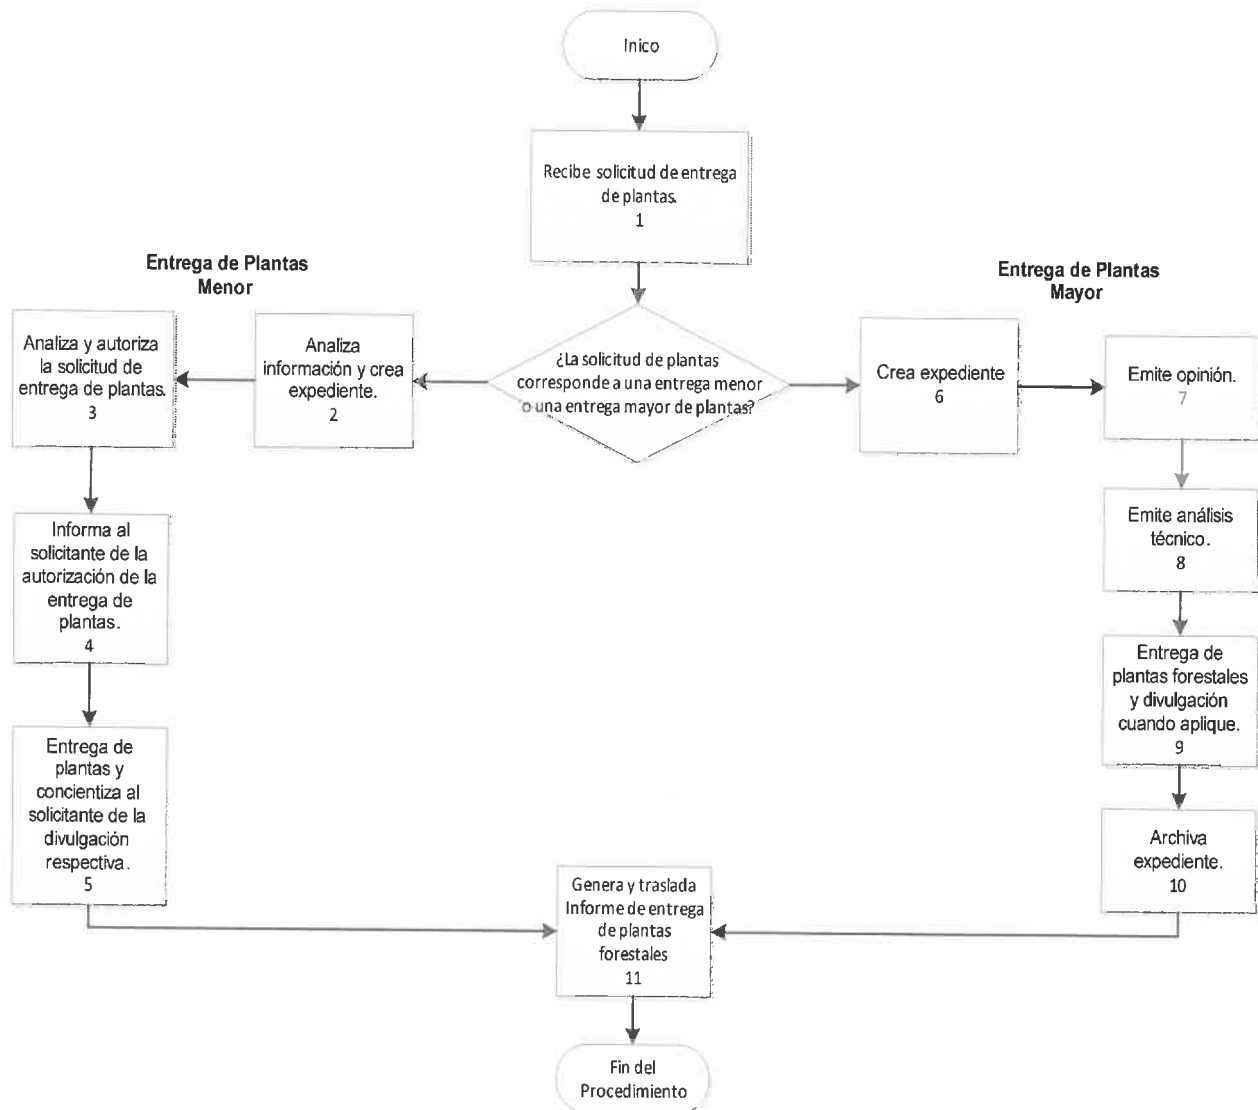 Inico
Recibe solicitud de entrega
de plantas.
1
Entrega de Plantas
Menor
Entrega de Plantas
Mayor
¿La solicitud de plantas
corresponde a una entrega menor
o una entrega mayor de plantas?
Analiza
información y crea
expediente.
2
Analiza y autoriza
la solicitud de
entrega de plantas.
3
Informa al
solicitante de la
autorización de la
entrega de
plantas.
4
Entrega de
plantas y
concientiza al
solicitante de la
divulgación
respectiva.
5
Crea expediente
6
Emite opinión.
7
Emite análisis
técnico.
8
Entrega de
plantas forestales
y divulgación
cuando aplique.
9
Archiva
expediente.
10
Genera y traslada
Informe de entrega
de plantas
forestales
11
Fin del
Procedimiento